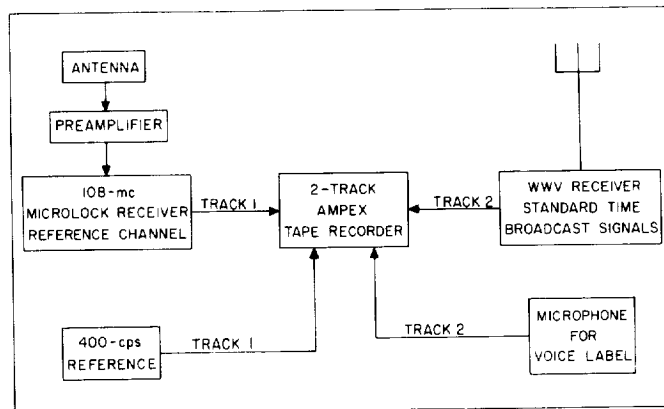 ANTENNA
PREAMPLIFIER
108-mc
MICROLOCK RECEIVER
REFERENCE CHANNEL
TRACK 1
2-TRACK
AMPEX
TAPE RECORDER
TRACK 2
WWV RECEIVER
STANDARD TIME
BROADCAST SIGNALS
400-cps
REFERENCE
TRACK 1
TRACK 2
MICROPHONE
FOR
VOICE LABEL